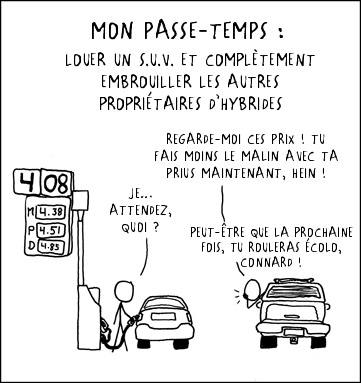 MON PASSE-TEMPS :
LOUER UN S.U.V. ET COMPLÈTEMENT
EMBROUILLER LES AUTRES
PROPRIÉTAIRES D'HYBRIDES
REGARDE-MOI CES PRIX ! TU
FAIS MOINS LE MALIN AVEC TA
PRIUS MAINTENANT, HEIN !
JE...
ATTENDEZ,
QUOI ?
PEUT-ÊTRE QUE LA PROCHAINE
FOIS, TU ROULERAS ÉCOLO,
CONNARD !
4 08
M 4.38
P 4.51
D 4.85